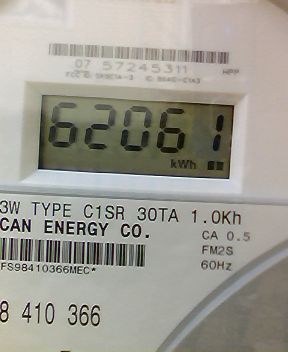 07 57245311
62061
kWh
3W TYPE C1SR 30TA 1.0Kh
CAN ENERGY CO.
CA 0.5
FM2S
60Hz
FS98410366MEC*
8 410 366